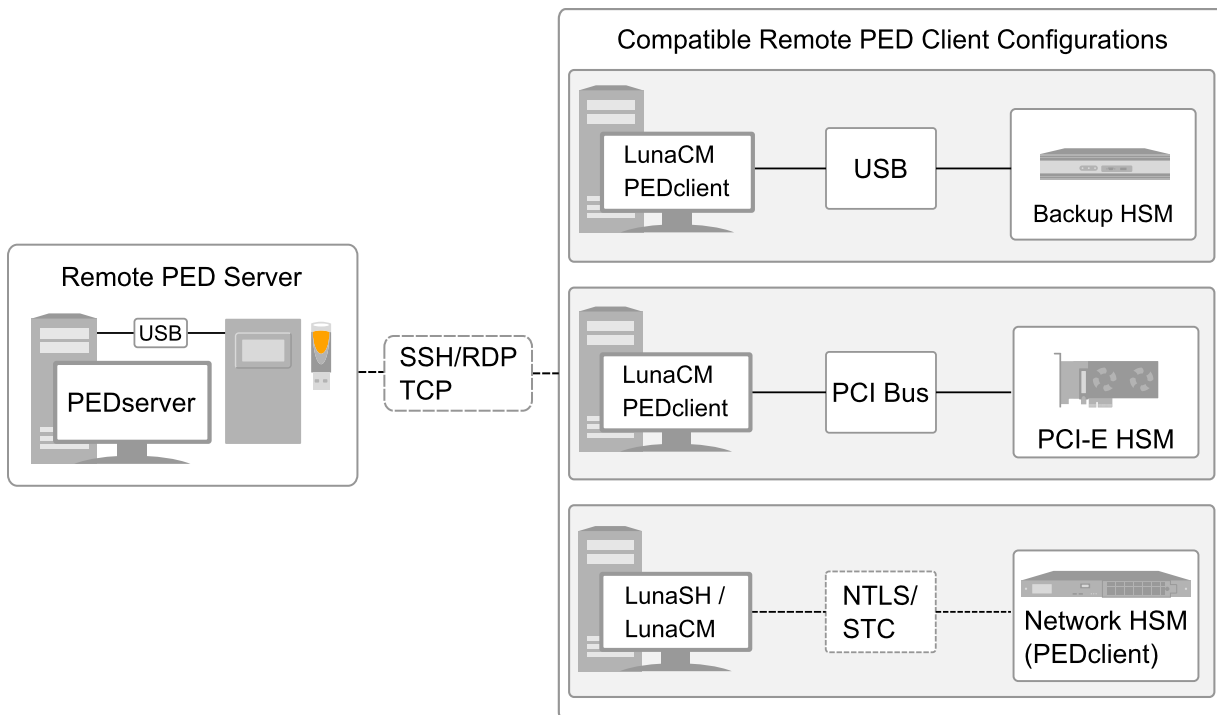 Compatible Remote PED Client Configurations
LunaCM
PEDclient
USB
Backup HSM
Remote PED Server
USB
PEDserver
SSH/RDP
TCP
LunaCM
PEDclient
PCI Bus
PCI-E HSM
LunaSH /
LunaCM
NTLS/
STC
Network HSM
(PEDclient)